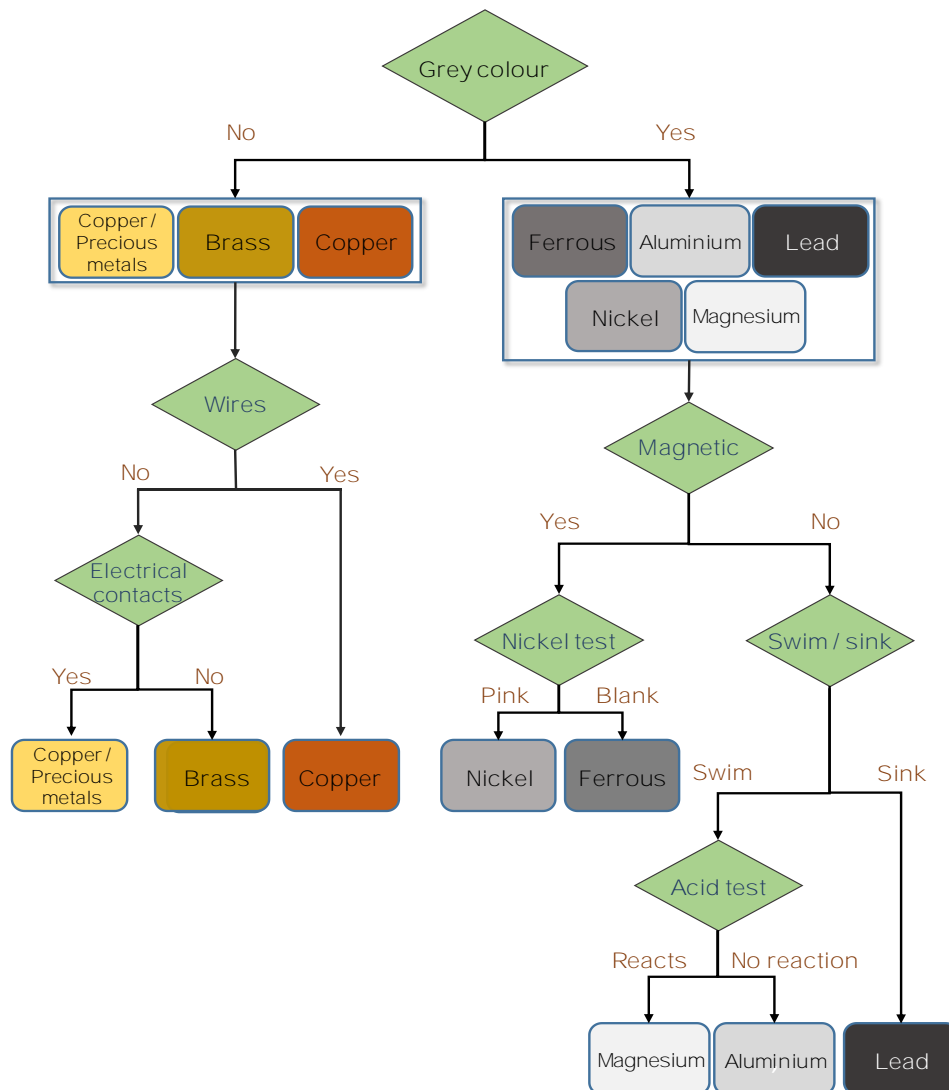 Grey colour
No
Yes
Copper /
Precious
metals
Brass
Copper
Ferrous
Aluminium
Lead
Nickel
Magnesium
Wires
Magnetic
No
Yes
Yes
No
Electrical
contacts
Nickel test
Swim / sink
Yes
No
Pink
Blank
Copper /
Precious
metals
Brass
Copper
Nickel
Ferrous
Swim
Sink
Acid test
Reacts
No reaction
Magnesium
Aluminium
Lead